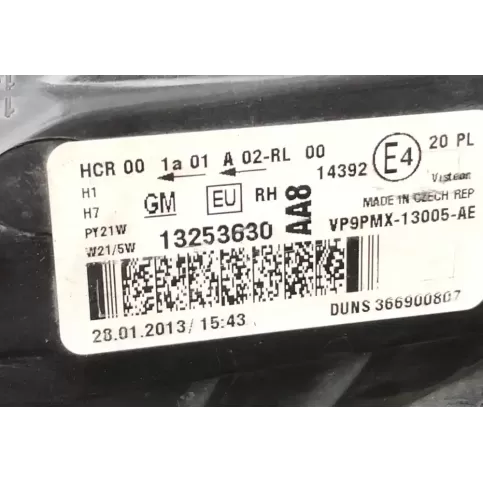 HCR 00 1a 01 A 02-RL 00 14392 E4 20 PL
H1
H7
PY21W
W21/5W
GM EU RH AA8
Visteon
MADE IN CZECH REP
13253630 VP9PMX-13005-AE
28.01.2013/ 15:43 DUNS 366900807